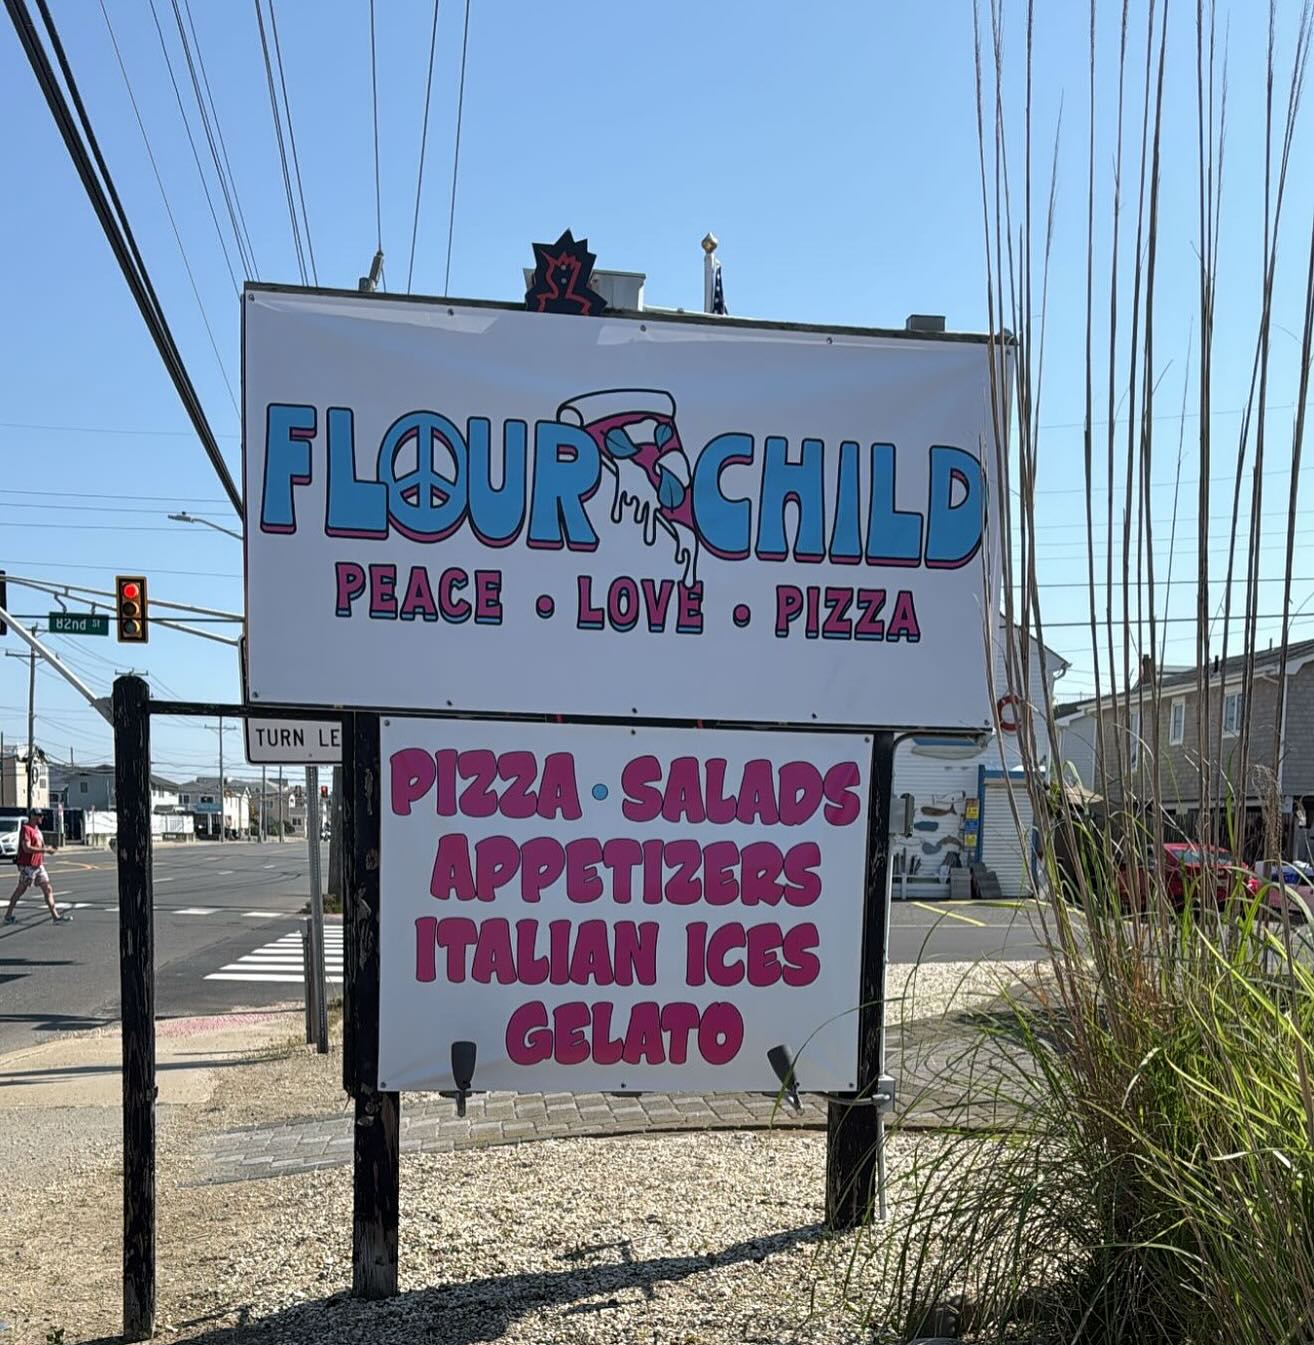 FLOUR CHILD
PEACE • LOVE • PIZZA
82nd St
TURN LE
PIZZA • SALADS
APPETIZERS
ITALIAN ICES
GELATO